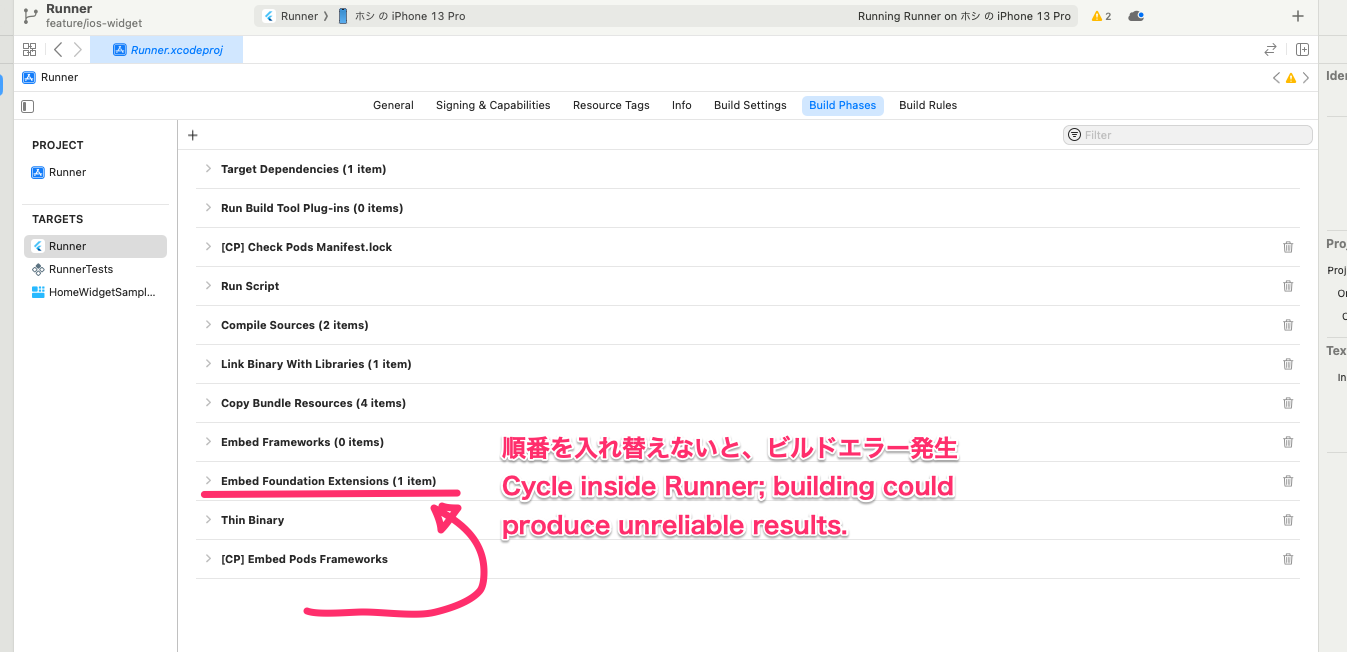 Runner
feature/ios-widget
Runner 〉 ホシ の iPhone 13 Pro
Running Runner on ホシ の iPhone 13 Pro
2
Runner.xcodeproj
Runner
General Signing & Capabilities Resource Tags Info Build Settings Build Phases Build Rules
Filter
PROJECT
Runner
TARGETS
Runner
RunnerTests
HomeWidgetSampl...
Target Dependencies (1 item)
Run Build Tool Plug-ins (0 items)
[CP] Check Pods Manifest.lock
Run Script
Compile Sources (2 items)
Link Binary With Libraries (1 item)
Copy Bundle Resources (4 items)
Embed Frameworks (0 items)
Embed Foundation Extensions (1 item)
Thin Binary
[CP] Embed Pods Frameworks
順番を入れ替えないと、ビルドエラー発生
Cycle inside Runner; building could
produce unreliable results.